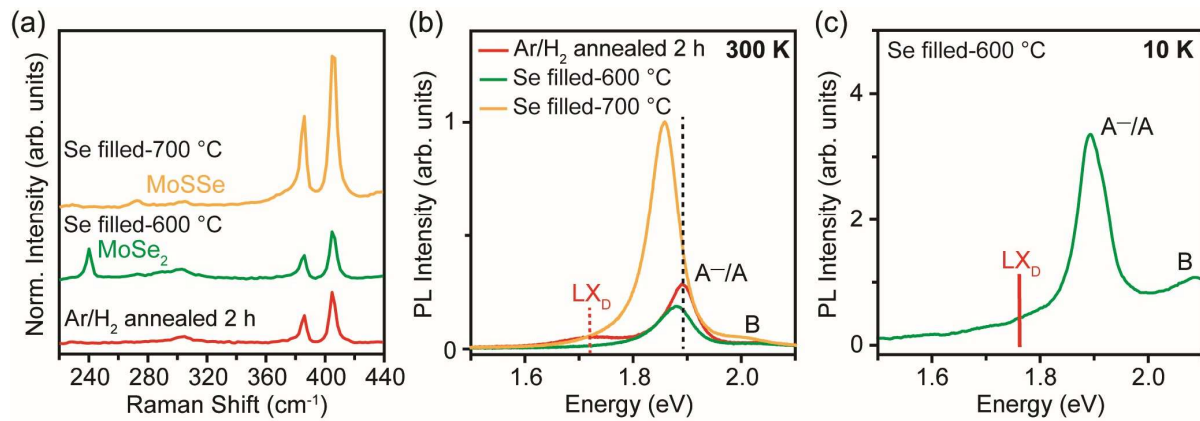 (a)
Norm. Intensity (arb. units)
Se filled-700 °C
MoSSe
Se filled-600 °C
MoSe₂
Ar/H₂ annealed 2 h
240 280 320 360 400 440
Raman Shift (cm⁻¹)
(b)
PL Intensity (arb. units)
1
0
Ar/H₂ annealed 2 h
300 K
Se filled-600 °C
Se filled-700 °C
A⁻/A
LX_D
B
1.6 1.8 2.0
Energy (eV)
(c)
PL Intensity (arb. units)
4
2
0
Se filled-600 °C
10 K
A⁻/A
LX_D
B
1.6 1.8 2.0
Energy (eV)